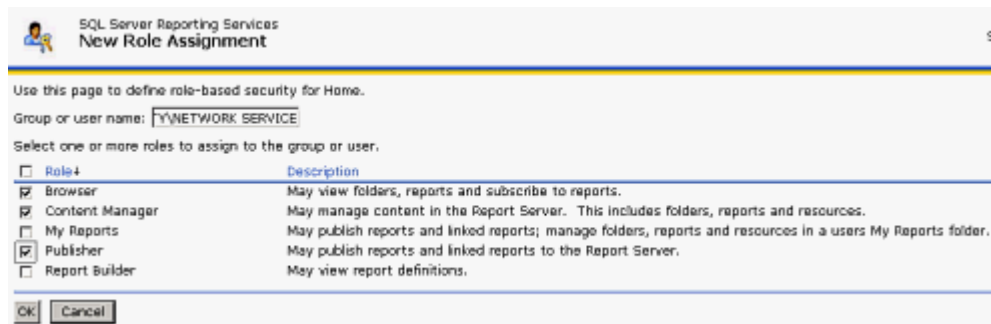 SQL Server Reporting Services
New Role Assignment
Use this page to define role-based security for Home.
Group or user name: Y\NETWORK SERVICE
Select one or more roles to assign to the group or user.
Role↓ Description
Browser May view folders, reports and subscribe to reports.
Content Manager May manage content in the Report Server. This includes folders, reports and resources.
My Reports May publish reports and linked reports; manage folders, reports and resources in a users My Reports folder.
Publisher May publish reports and linked reports to the Report Server.
Report Builder May view report definitions.
OK Cancel